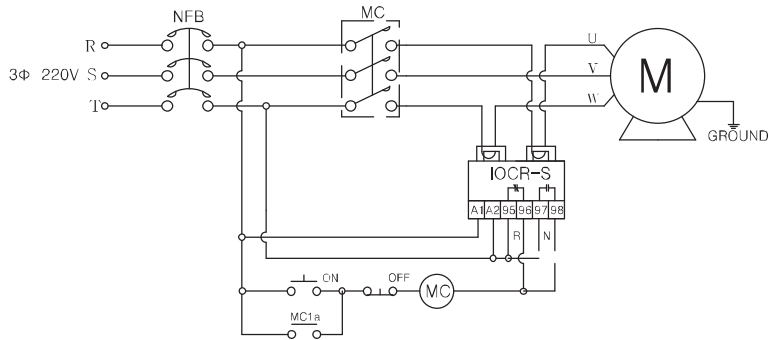 NFB
MC
R
U
3Φ 220V S
V
M
T
W
GROUND
IOCR-S
A1 A2 95 96 97 98
R N
ON
OFF
MC
MC1a